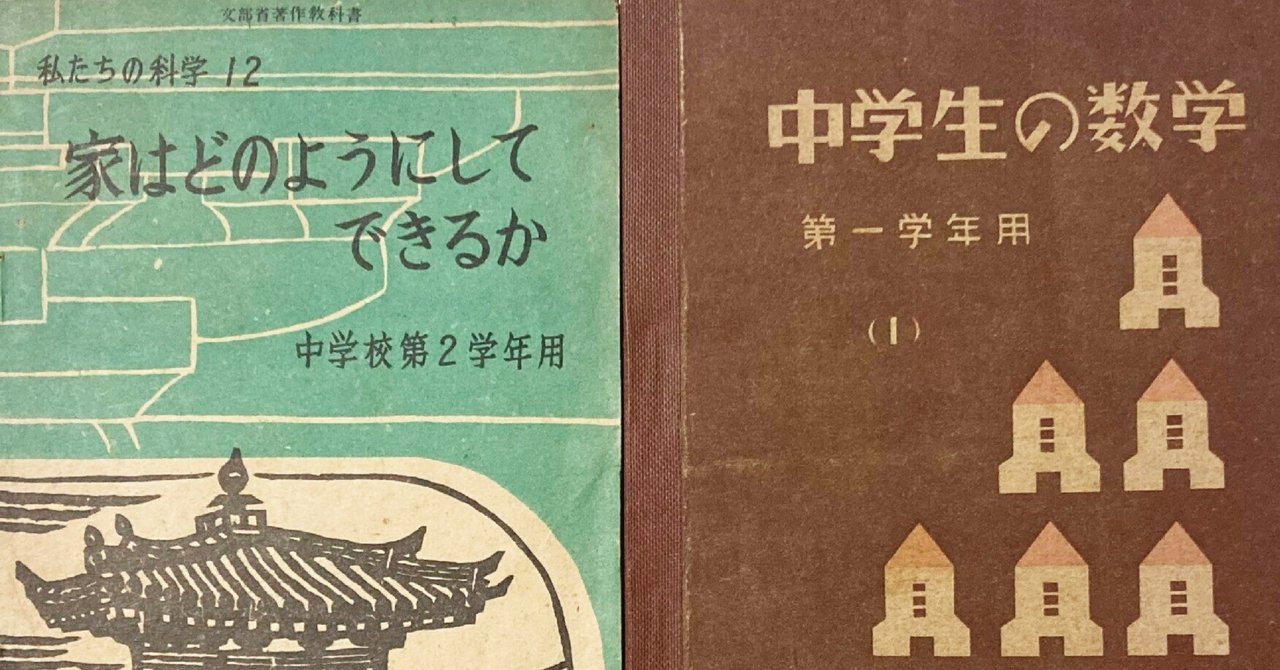 文部省著作教科書
私たちの科学 12
家はどのようにして
できるか
中学校第2学年用
中学生の数学
第一学年用
(1)